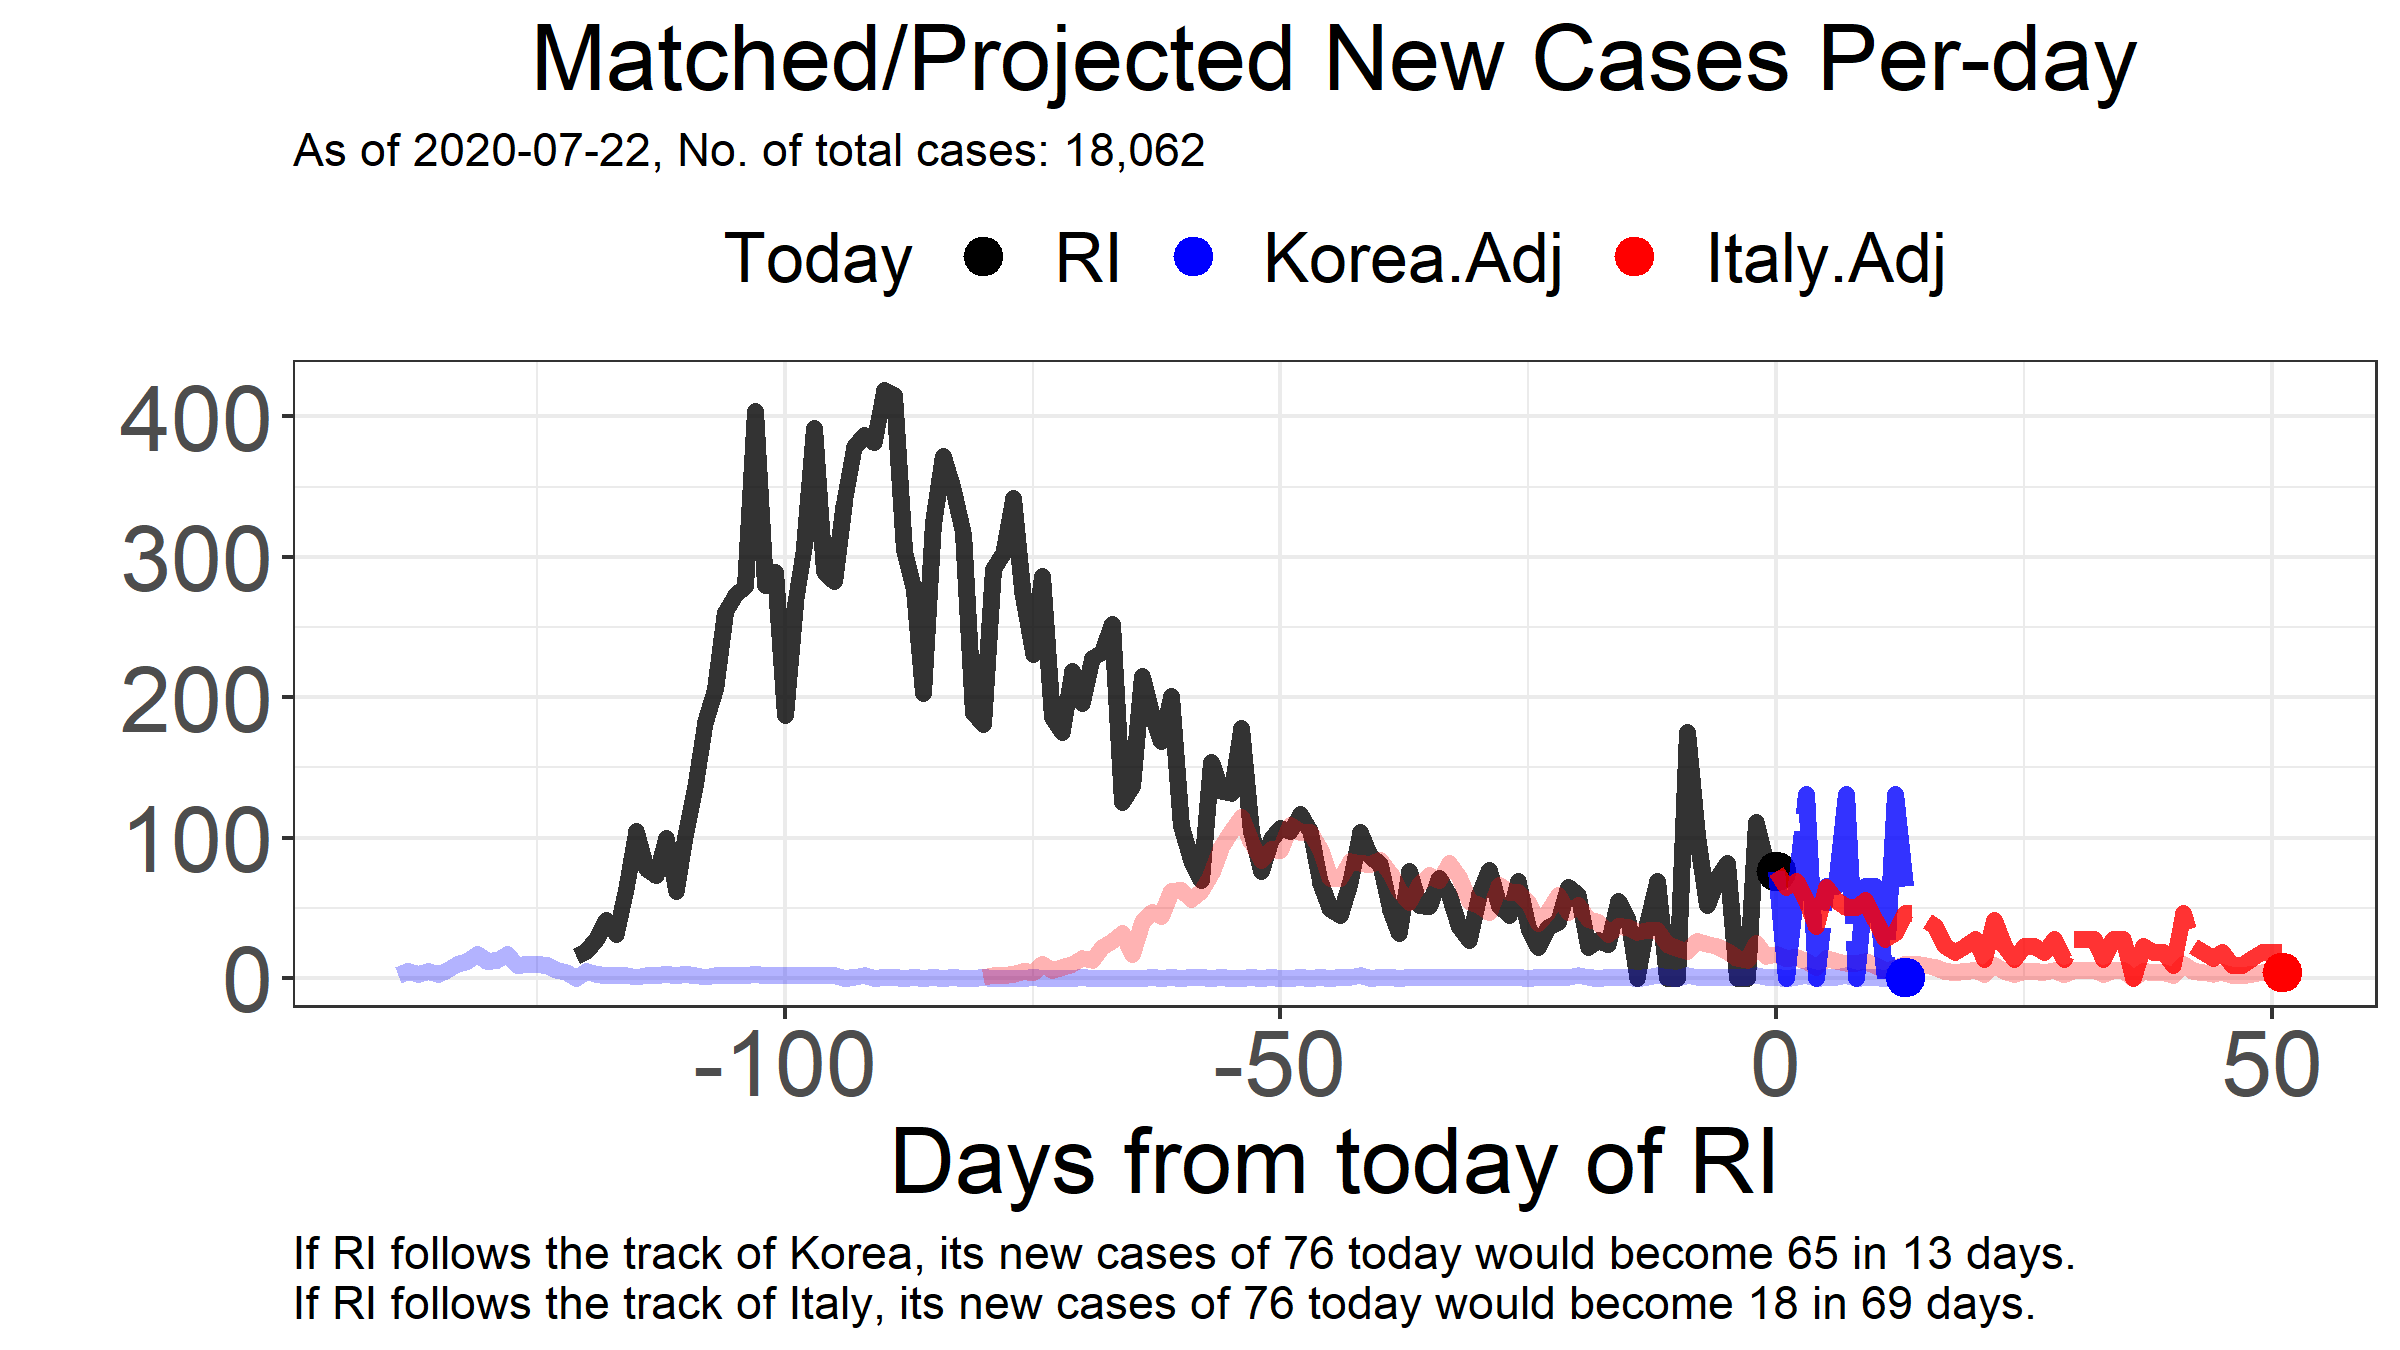 Matched/Projected New Cases Per-day
As of 2020-07-22, No. of total cases: 18,062
Today RI Korea.Adj Italy.Adj
400
300
200
100
0
-100 -50 0 50
Days from today of RI
If RI follows the track of Korea, its new cases of 76 today would become 65 in 13 days.
If RI follows the track of Italy, its new cases of 76 today would become 18 in 69 days.